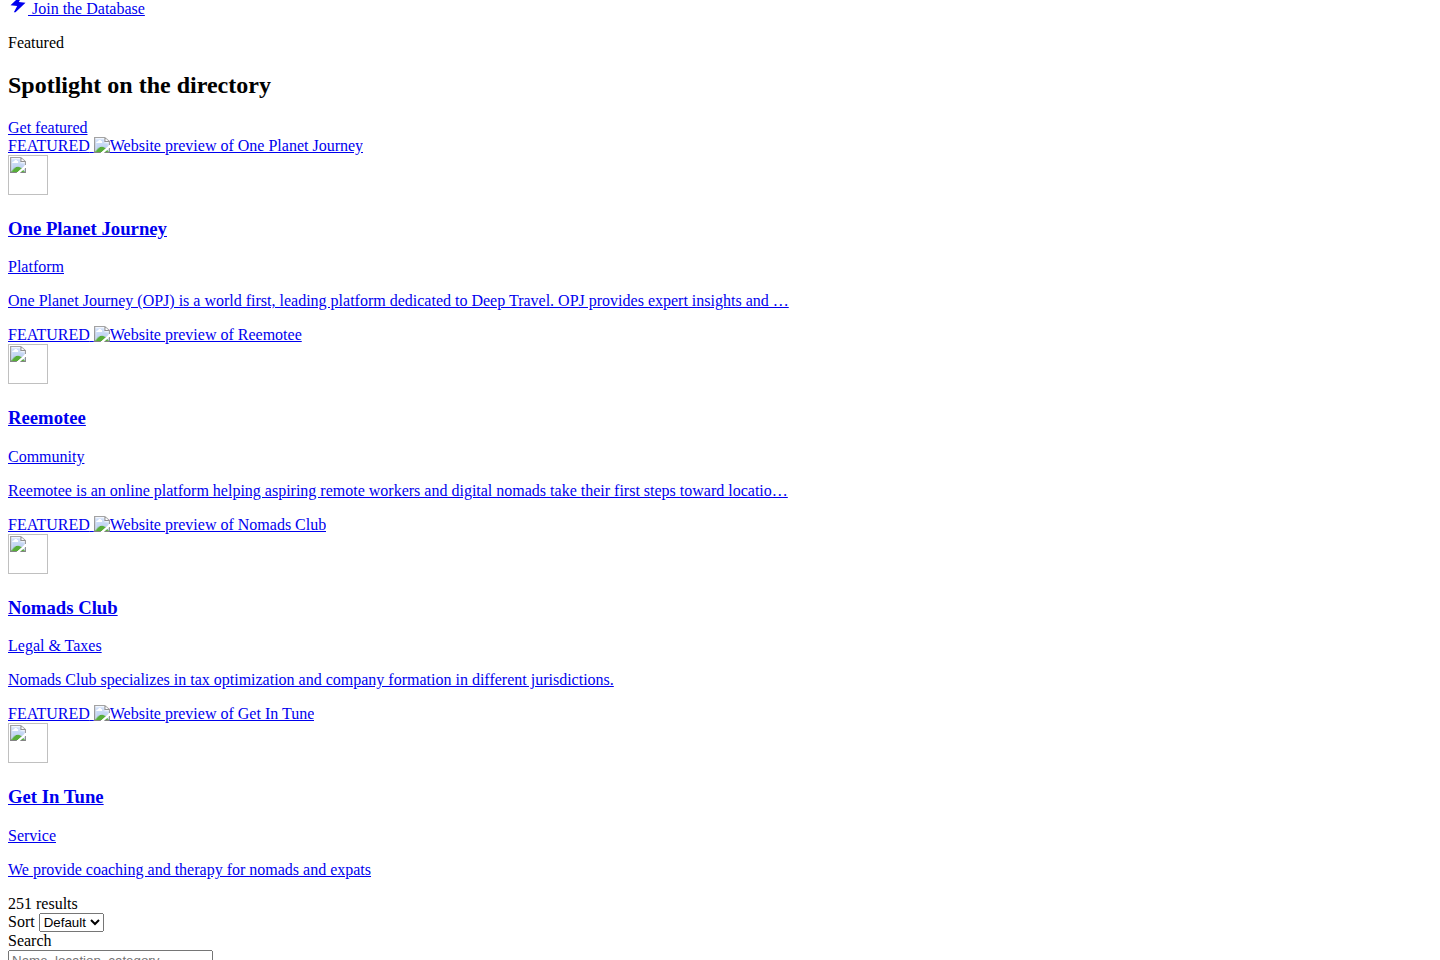 Join the Database
Featured
Spotlight on the directory
Get featured
FEATURED Website preview of One Planet Journey
One Planet Journey
Platform
One Planet Journey (OPJ) is a world first, leading platform dedicated to Deep Travel. OPJ provides expert insights and …
FEATURED Website preview of Reemotee
Reemotee
Community
Reemotee is an online platform helping aspiring remote workers and digital nomads take their first steps toward locatio…
FEATURED Website preview of Nomads Club
Nomads Club
Legal & Taxes
Nomads Club specializes in tax optimization and company formation in different jurisdictions.
FEATURED Website preview of Get In Tune
Get In Tune
Service
We provide coaching and therapy for nomads and expats
251 results
Sort Default
Search
Name, location, category